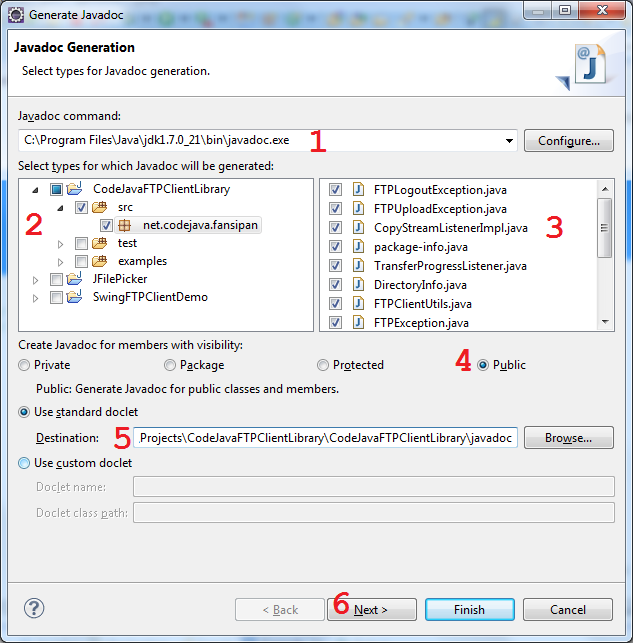 Generate Javadoc
Javadoc Generation
Select types for Javadoc generation.
@
J
Javadoc command:
C:\Program Files\Java\jdk1.7.0_21\bin\javadoc.exe 1 Configure...
Select types for which Javadoc will be generated:
2
CodeJavaFTPClientLibrary
src
net.codejava.fansipan
test
examples
JFilePicker
SwingFTPClientDemo
3
FTPLogoutException.java
FTPUploadException.java
CopyStreamListenerImpl.java
package-info.java
TransferProgressListener.java
DirectoryInfo.java
FTPClientUtils.java
FTPException.java
Create Javadoc for members with visibility:
Private Package Protected 4 Public
Public: Generate Javadoc for public classes and members.
Use standard doclet
Destination: 5 Projects\CodeJavaFTPClientLibrary\CodeJavaFTPClientLibrary\javadoc Browse...
Use custom doclet
Doclet name:
Doclet class path:
? < Back 6 Next > Finish Cancel